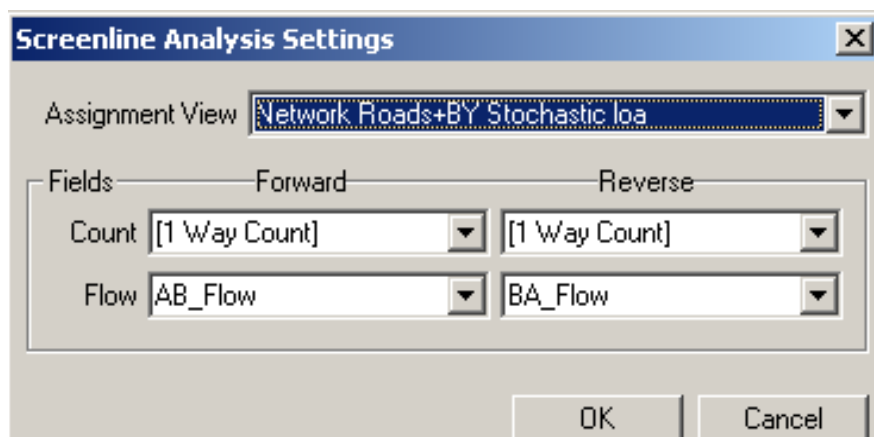 Screenline Analysis Settings
Assignment View Network Roads+BY Stochastic loa
Fields Forward Reverse
Count [1 Way Count] [1 Way Count]
Flow AB_Flow BA_Flow
OK Cancel